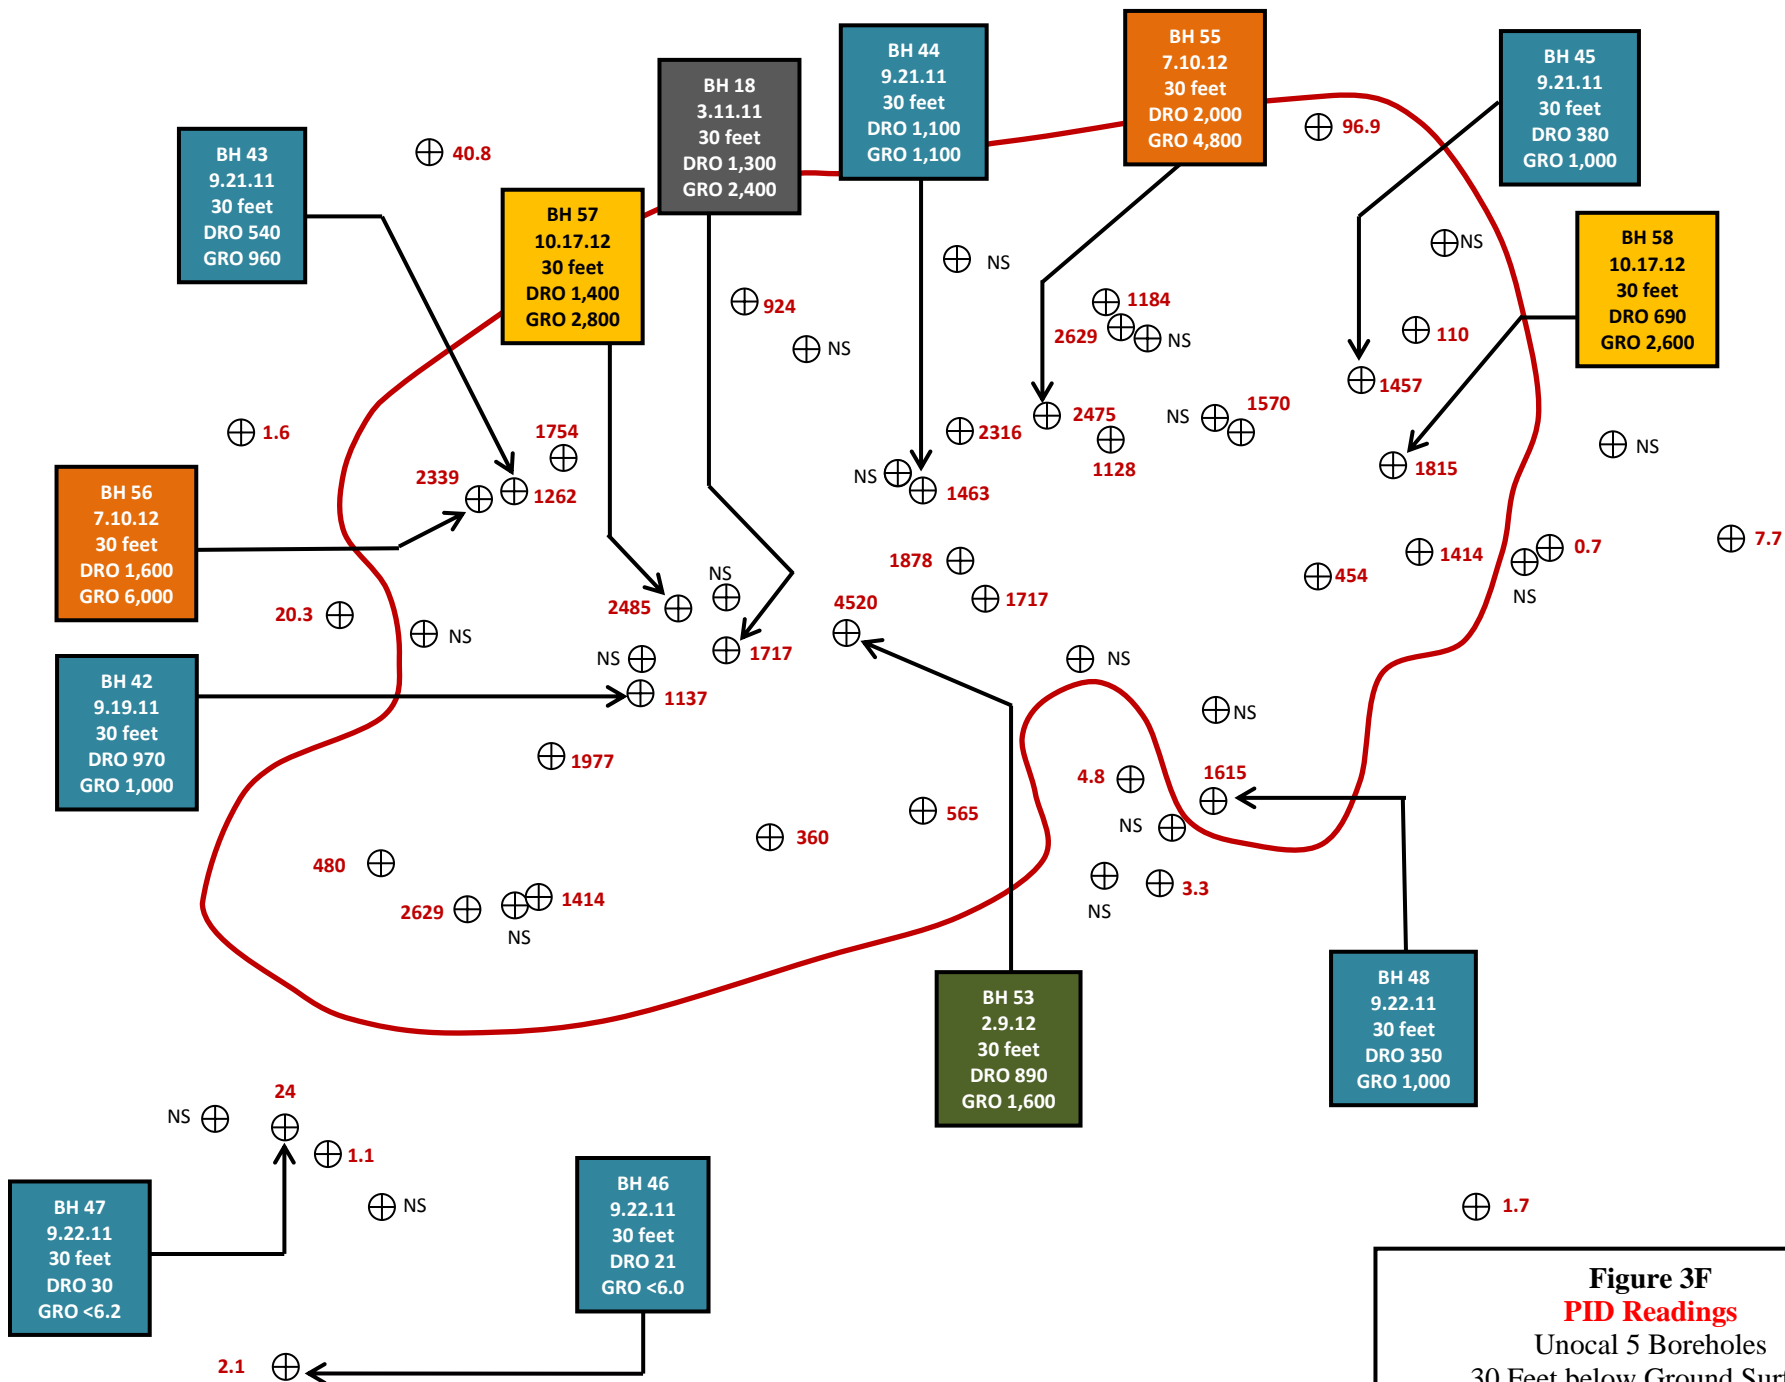 BH 55
7.10.12
30 feet
DRO 2,000
GRO 4,800
BH 44
9.21.11
30 feet
DRO 1,100
GRO 1,100
BH 45
9.21.11
30 feet
DRO 380
GRO 1,000
BH 18
3.11.11
30 feet
DRO 1,300
GRO 2,400
BH 43
9.21.11
30 feet
DRO 540
GRO 960
40.8
96.9
BH 57
10.17.12
30 feet
DRO 1,400
GRO 2,800
BH 58
10.17.12
30 feet
DRO 690
GRO 2,600
NS
NS
924
1184
2629
NS
110
NS
1457
1.6
1754
2316
2475
NS
1570
1128
1815
NS
2339
1262
NS
1463
BH 56
7.10.12
30 feet
DRO 1,600
GRO 6,000
1878
1414
0.7
7.7
454
NS
NS
2485
4520
1717
20.3
NS
NS
1717
NS
BH 42
9.19.11
30 feet
DRO 970
GRO 1,000
1137
NS
1977
4.8
1615
565
360
NS
480
2629
1414
NS
3.3
NS
BH 53
2.9.12
30 feet
DRO 890
GRO 1,600
BH 48
9.22.11
30 feet
DRO 350
GRO 1,000
24
NS
1.1
NS
BH 47
9.22.11
30 feet
DRO 30
GRO <6.2
BH 46
9.22.11
30 feet
DRO 21
GRO <6.0
1.7
2.1
Figure 3F
PID Readings
Unocal 5 Boreholes
30 Feet below Ground